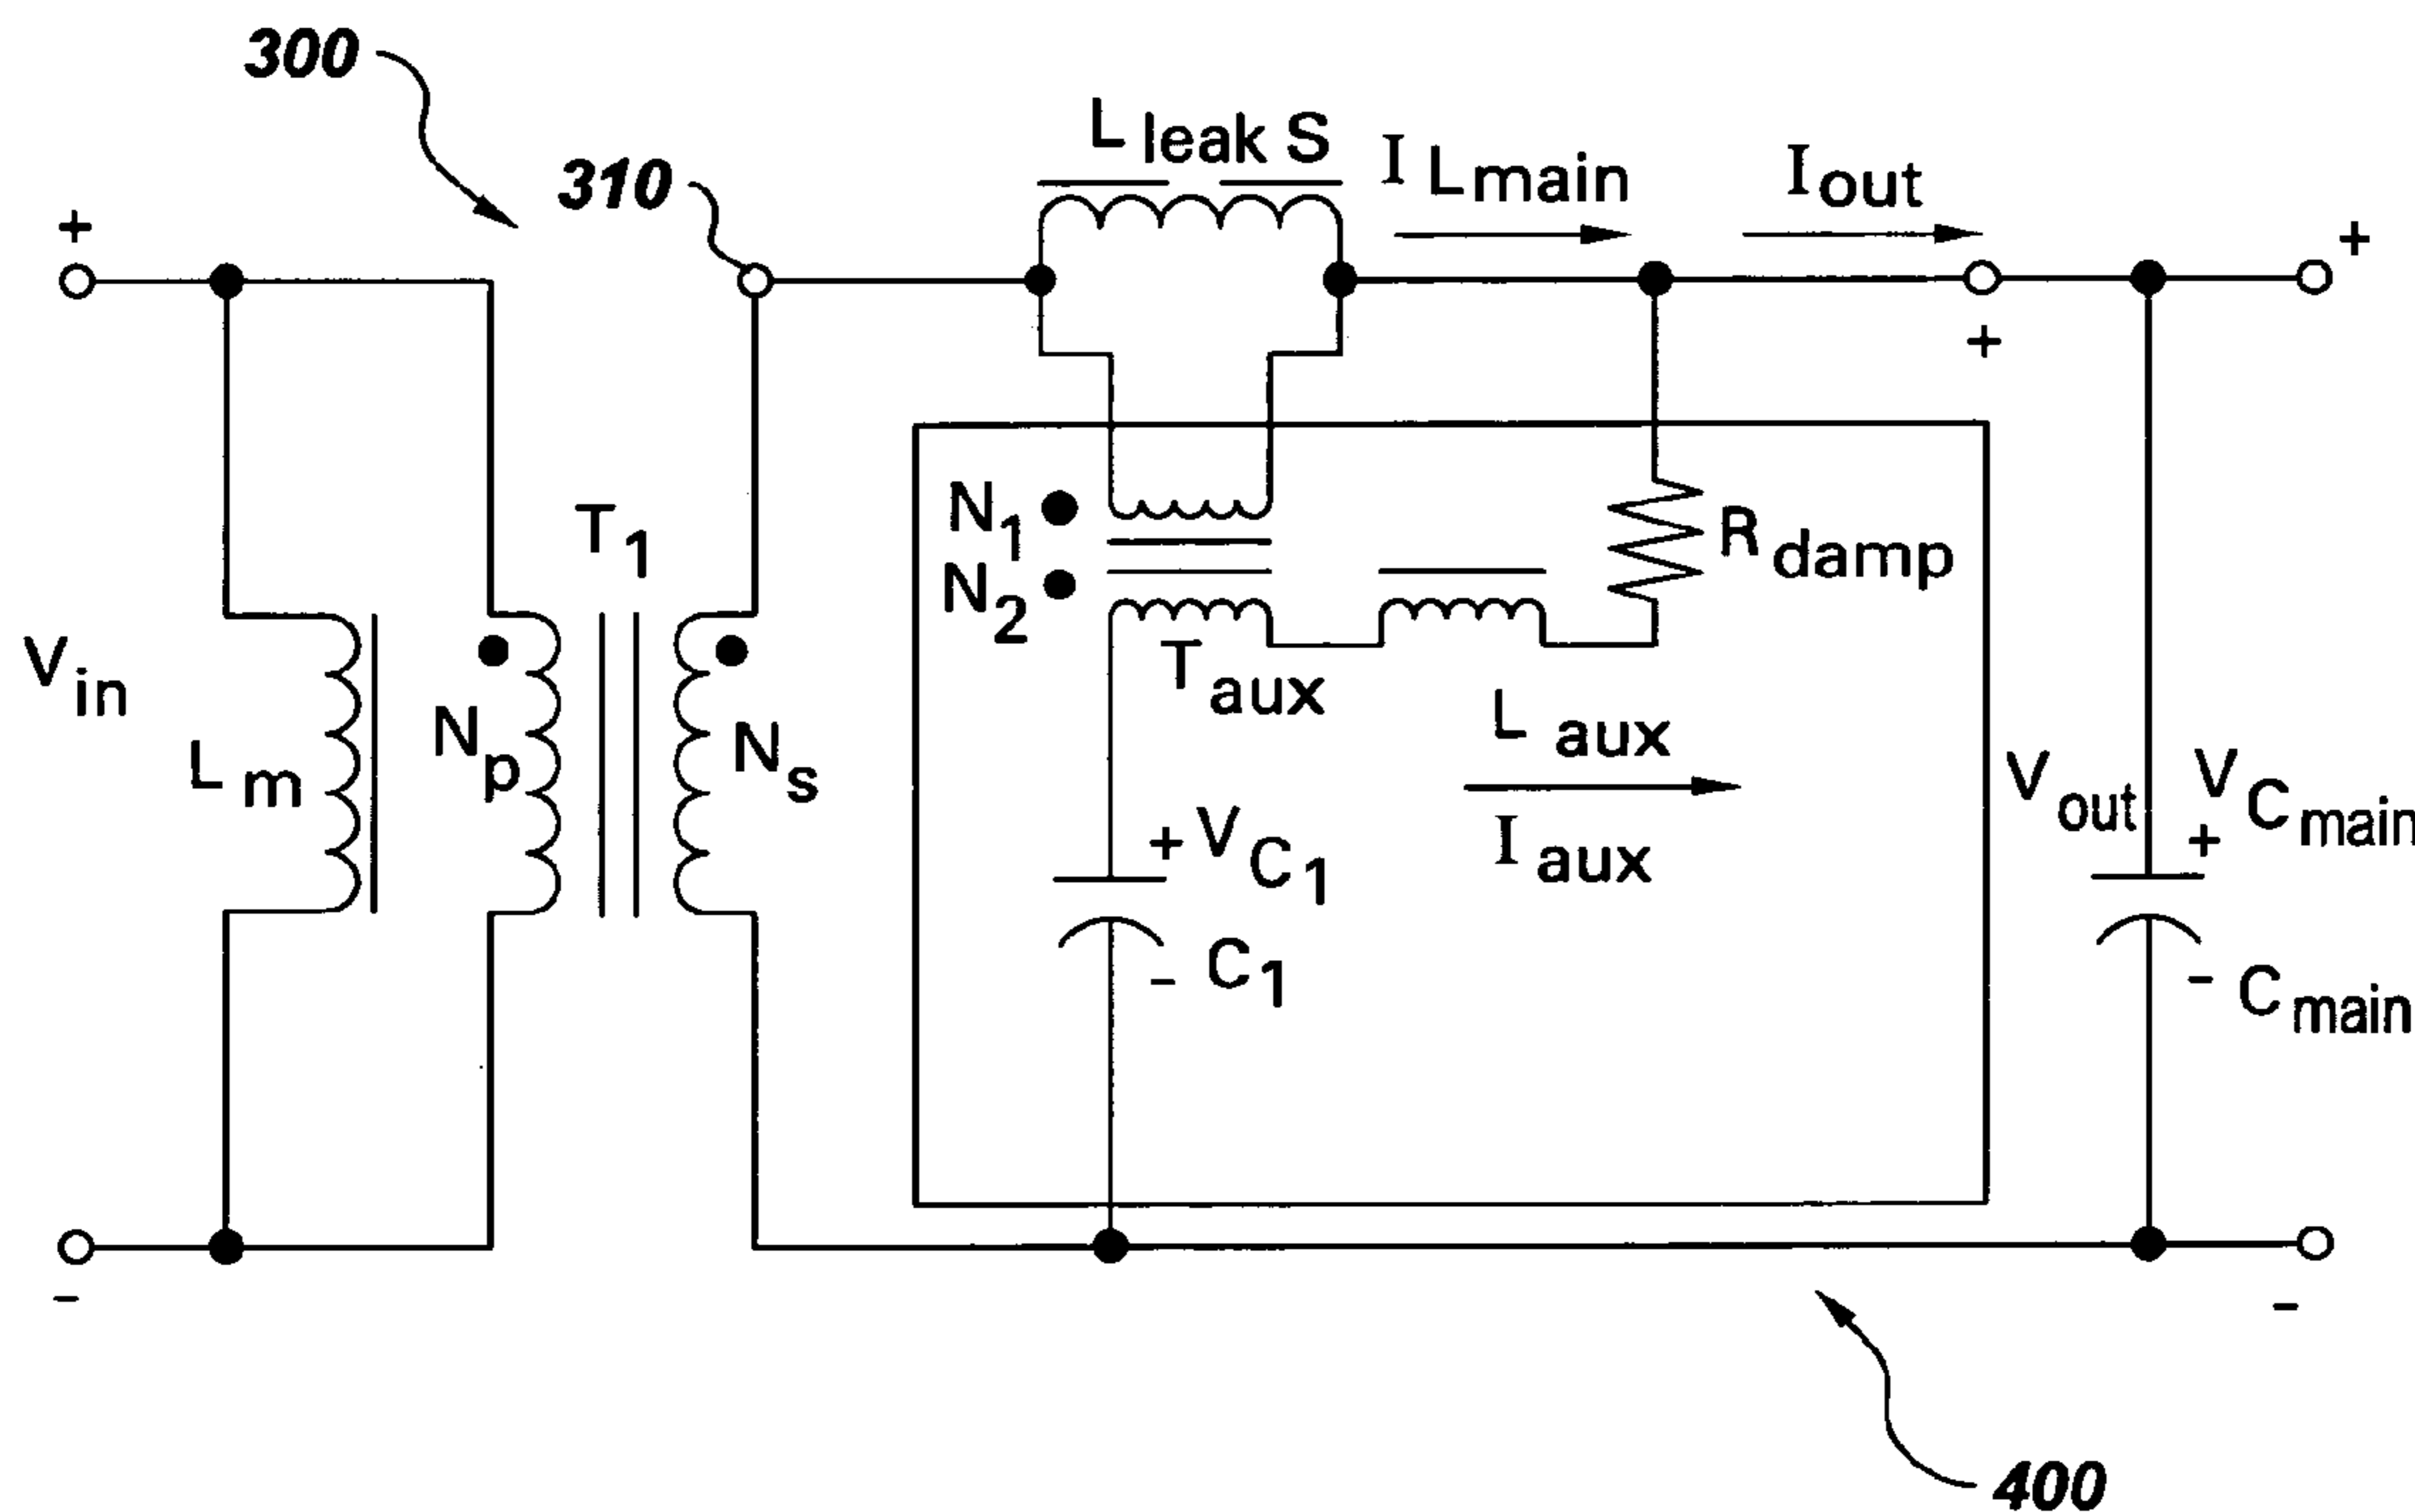 300
310
L leak S
I Lmain
I out
+
+
+
N1
N2
R damp
T1
T aux
L aux
I aux
V in
L m
N p
N s
+ V C1
- C1
V out
V C main
+
- C main
-
-
400